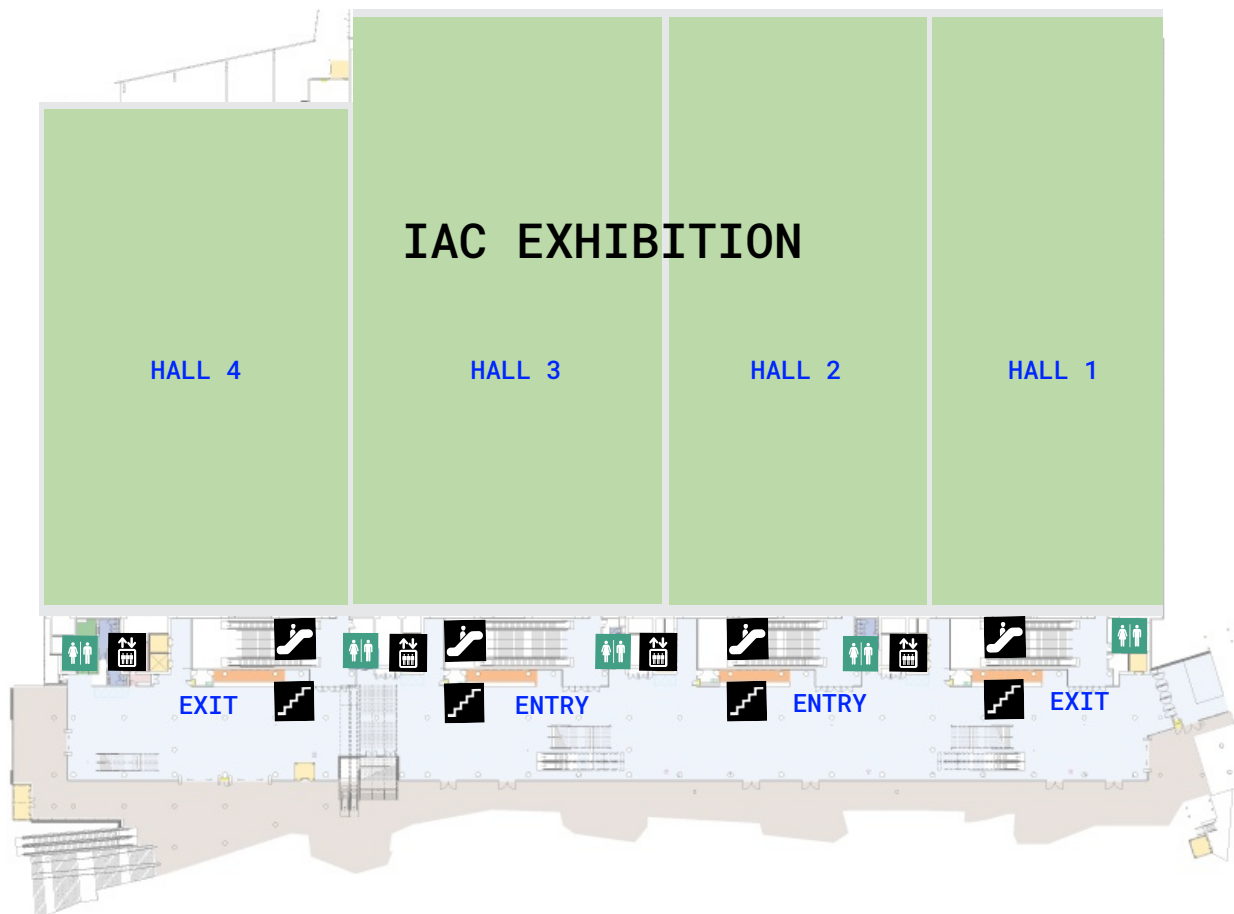 IAC EXHIBITION
HALL 4
HALL 3
HALL 2
HALL 1
EXIT
ENTRY
ENTRY
EXIT